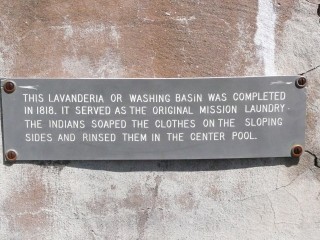 THIS LAVANDERIA OR WASHING BASIN WAS COMPLETED
IN 1818. IT SERVED AS THE ORIGINAL MISSION LAUNDRY.
THE INDIANS SOAPED THE CLOTHES ON THE SLOPING
SIDES AND RINSED THEM IN THE CENTER POOL.